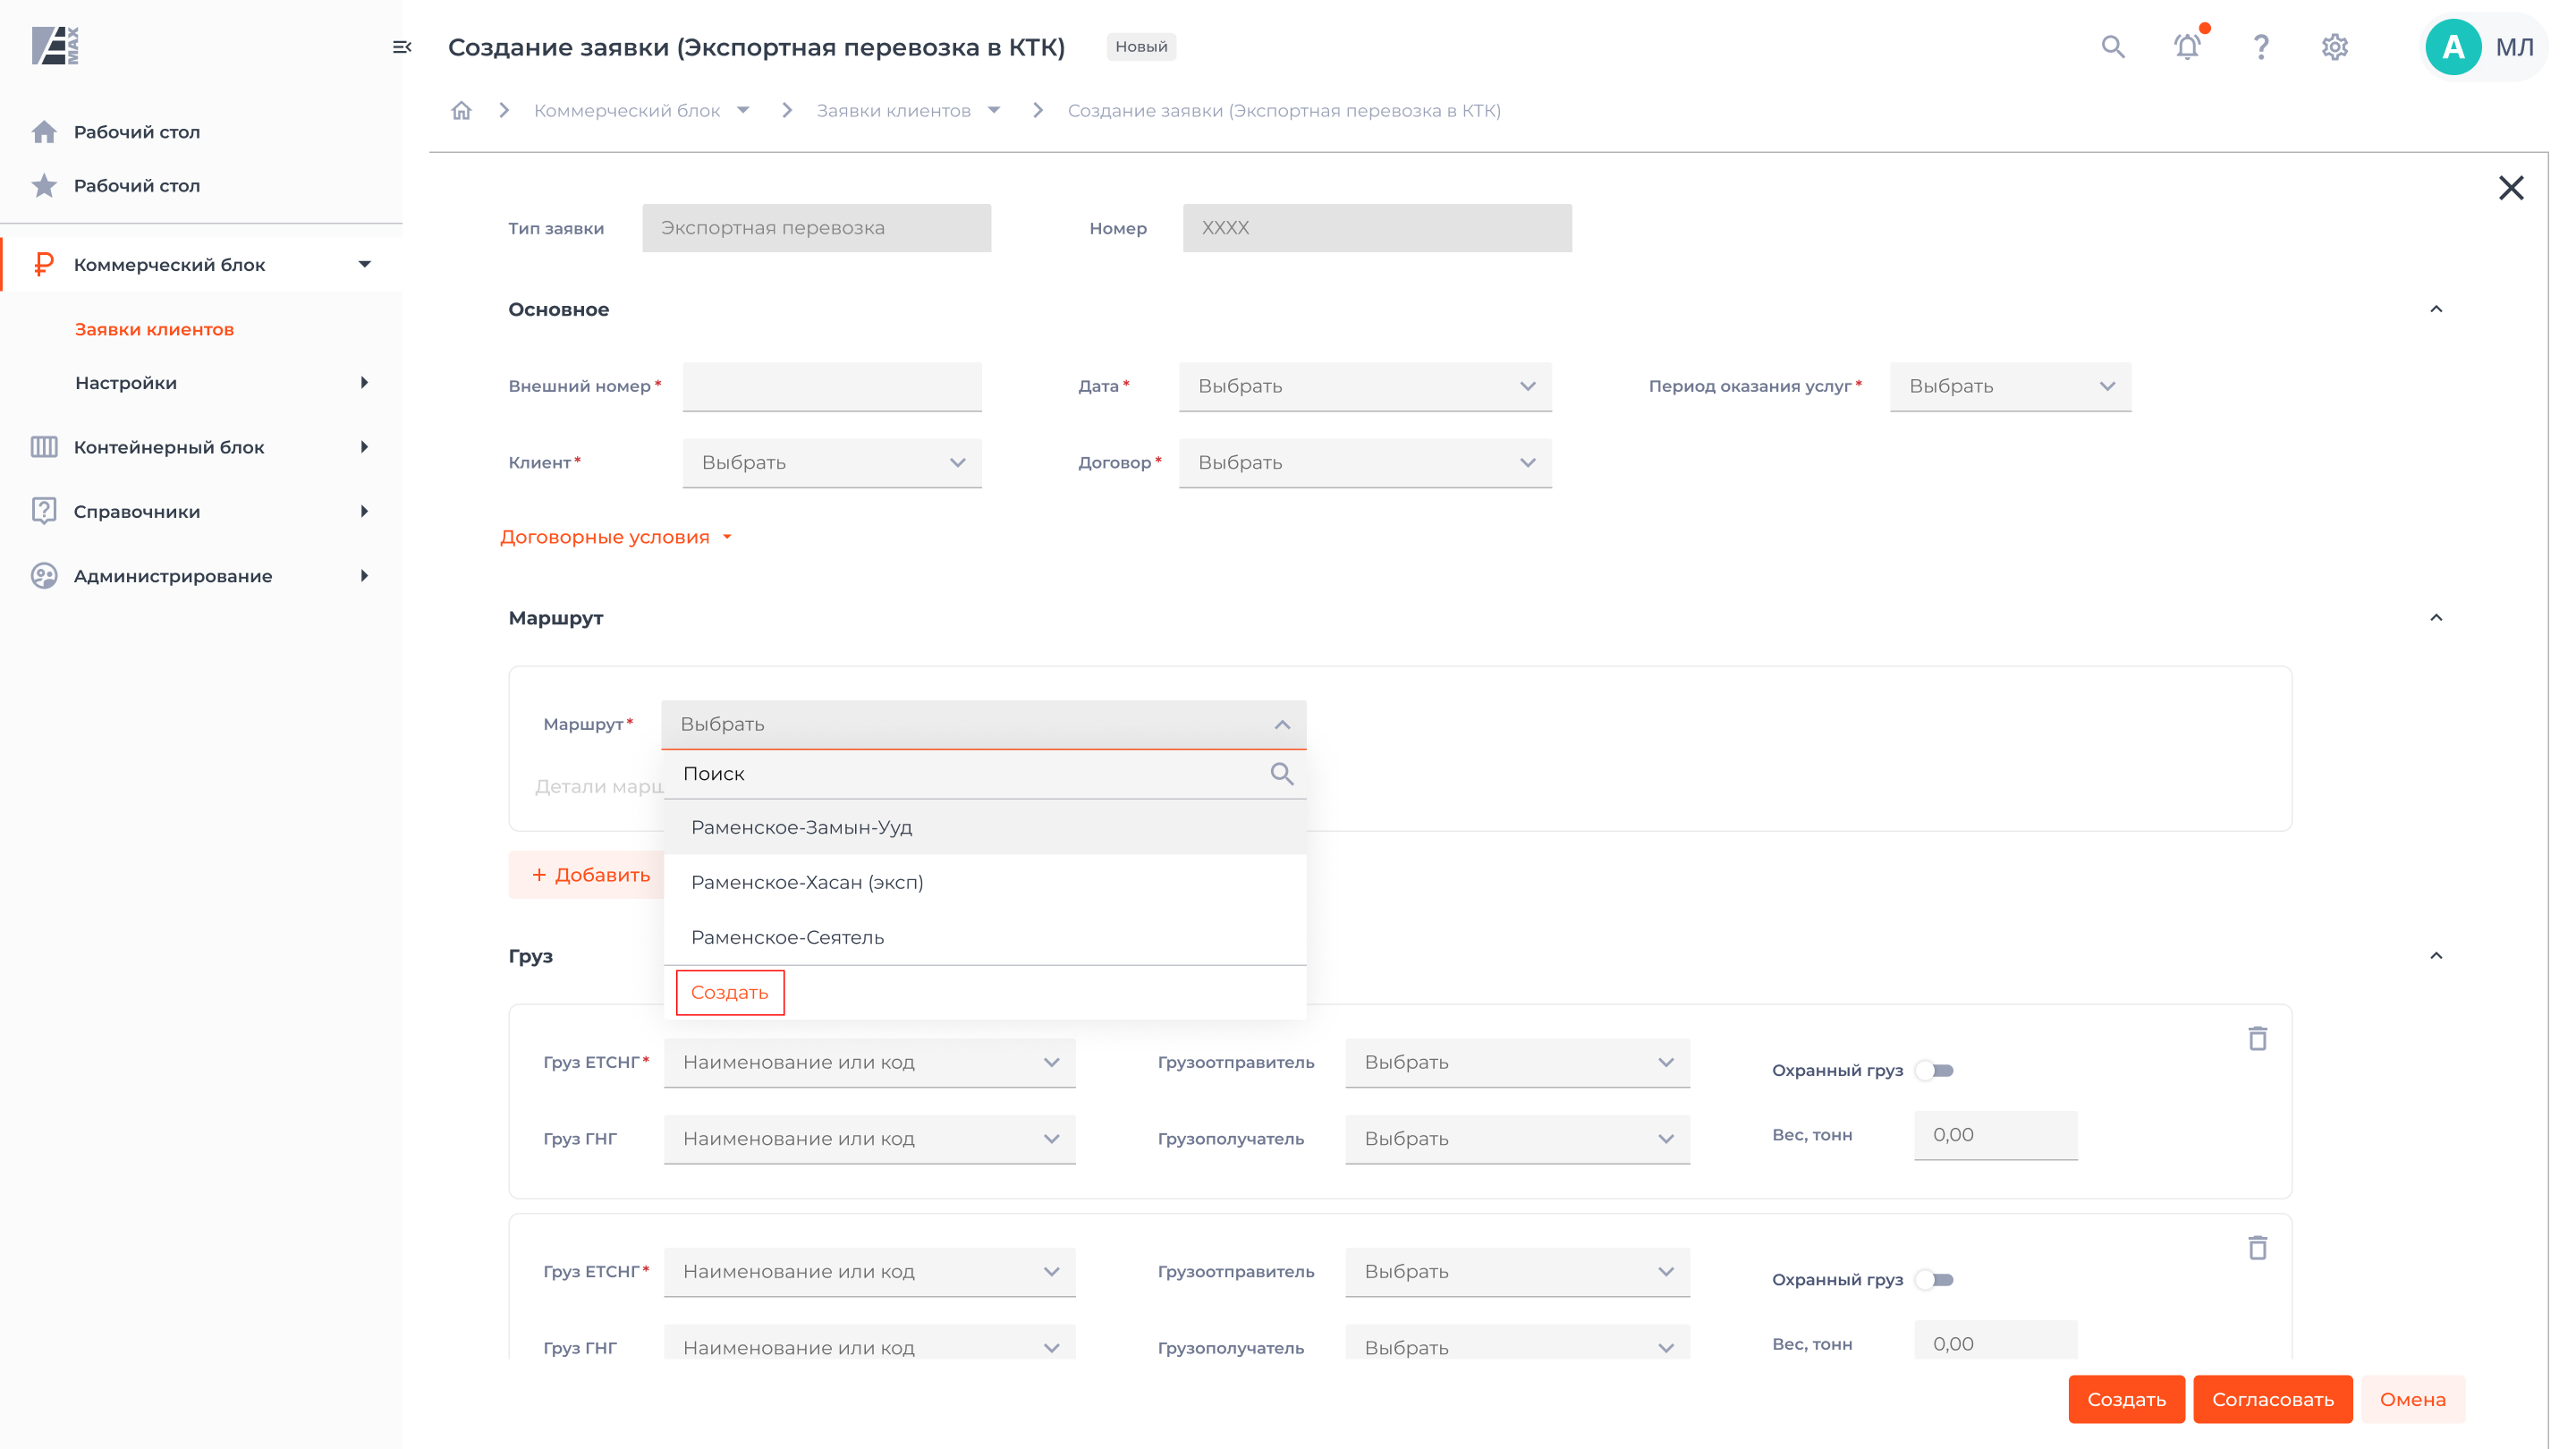 MAX
Рабочий стол
Рабочий стол
Коммерческий блок
Заявки клиентов
Настройки
Контейнерный блок
Справочники
Администрирование
Создание заявки (Экспортная перевозка в КТК)
Новый
А МЛ
Коммерческий блок
Заявки клиентов
Создание заявки (Экспортная перевозка в КТК)
Тип заявки Экспортная перевозка Номер XXXX
Основное
Внешний номер* Дата* Выбрать Период оказания услуг* Выбрать
Клиент* Выбрать Договор* Выбрать
Договорные условия
Маршрут
Маршрут* Выбрать
Поиск
Детали марш
Раменское-Замын-Ууд
+ Добавить
Раменское-Хасан (эксп)
Раменское-Сеятель
Создать
Груз
Груз ЕТСНГ* Наименование или код Грузоотправитель Выбрать Охранный груз
Груз ГНГ Наименование или код Грузополучатель Выбрать Вес, тонн 0,00
Груз ЕТСНГ* Наименование или код Грузоотправитель Выбрать Охранный груз
Груз ГНГ Наименование или код Грузополучатель Выбрать Вес, тонн 0,00
Создать Согласовать Омена